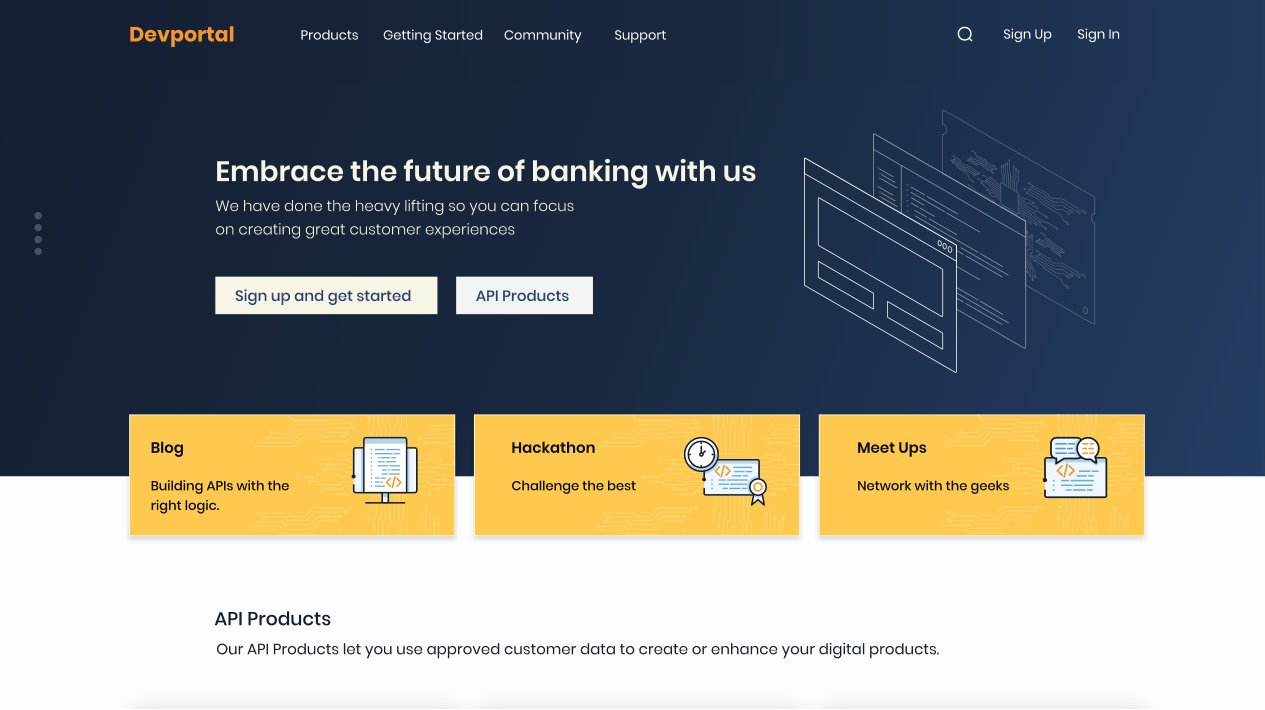 Devportal
Products
Getting Started
Community
Support
Sign Up
Sign In
Embrace the future of banking with us
We have done the heavy lifting so you can focus
on creating great customer experiences
Sign up and get started
API Products
Blog
Building APIs with the
right logic.
Hackathon
Challenge the best
Meet Ups
Network with the geeks
API Products
Our API Products let you use approved customer data to create or enhance your digital products.